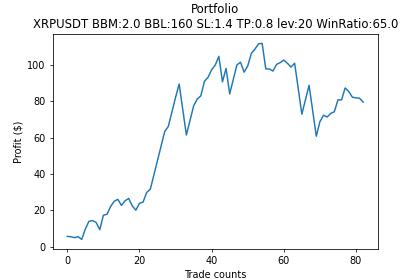 Portfolio
XRPUSDT BBM:2.0 BBL:160 SL:1.4 TP:0.8 lev:20 WinRatio:65.0
100
80
60
40
20
0
Profit ($)
0 20 40 60 80
Trade counts